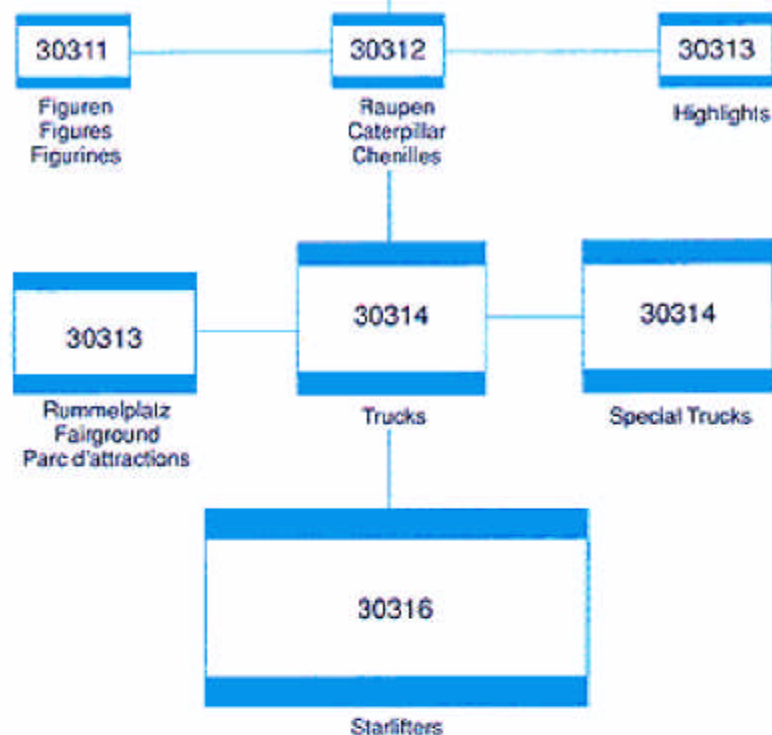 30311
Figuren
Figures
Figurines
30312
Raupen
Caterpillar
Chenilles
30313
Highlights
30313
Rummelplatz
Fairground
Parc d'attractions
30314
Trucks
30314
Special Trucks
30316
Starlifters